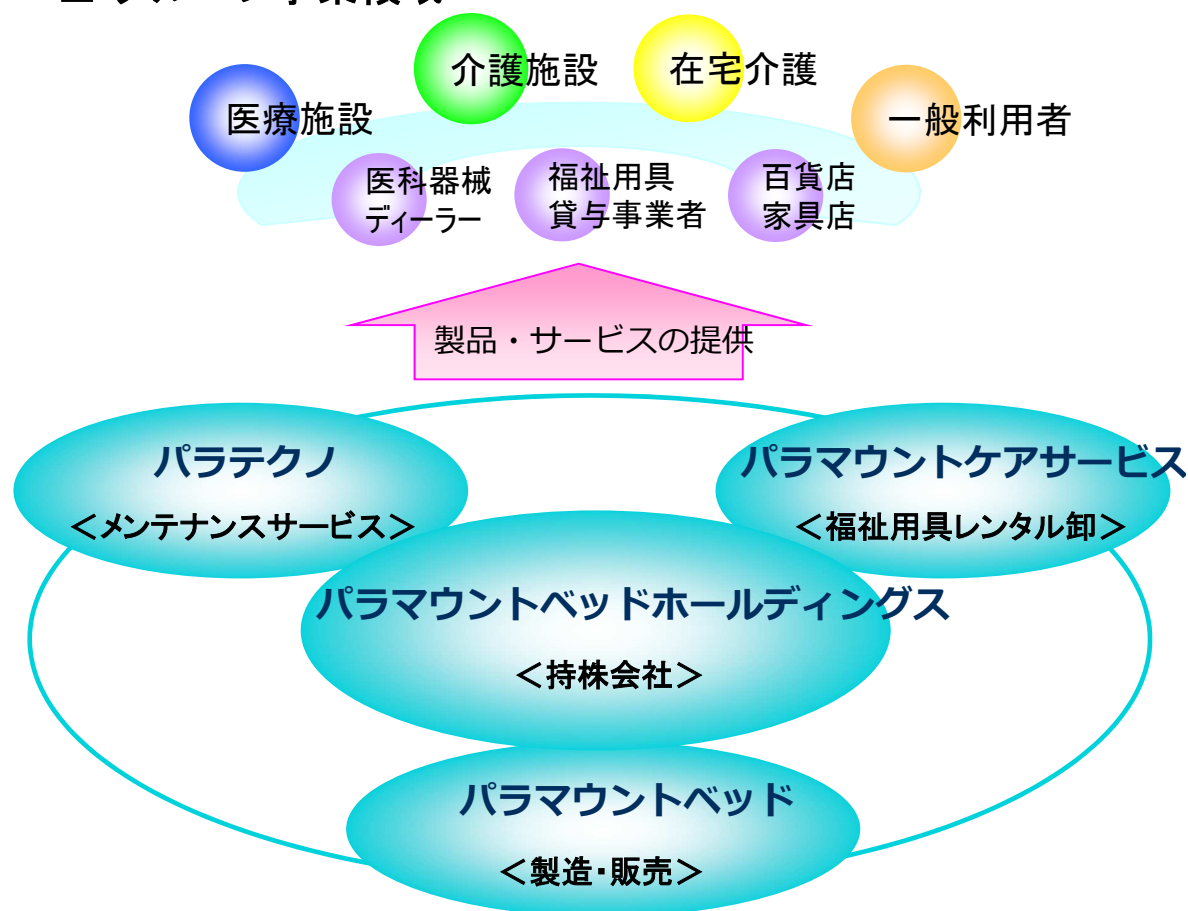 介護施設
在宅介護
医療施設
一般利用者
医科器械
ディーラー
福祉用具
貸与事業者
百貨店
家具店
製品・サービスの提供
パラテクノ
＜メンテナンスサービス＞
パラマウントケアサービス
＜福祉用具レンタル卸＞
パラマウントベッドホールディングス
＜持株会社＞
パラマウントベッド
＜製造･販売＞